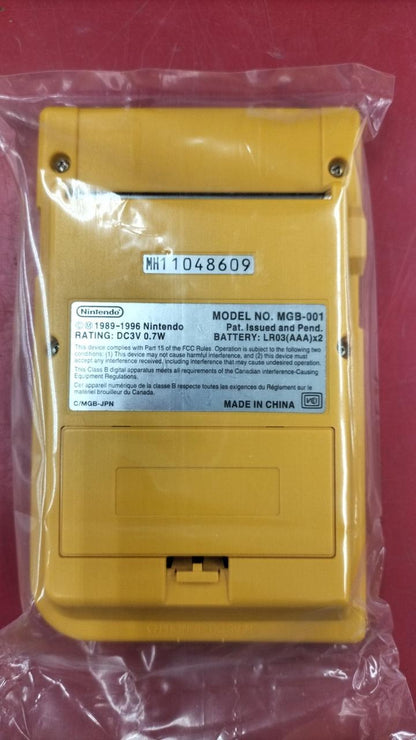 MH11048609
Nintendo
©Ⓜ1989-1996 Nintendo
MODEL NO. MGB-001
Pat. Issued and Pend.
RATING: DC3V 0.7W
BATTERY: LR03(AAA)x2
This device complies with Part 15 of the FCC Rules Operation is subject to the following two
conditions: (1) This device may not cause harmful interference, and (2) this device must
accept any interference received, including interference that may cause undesired operation.
This Class B digital apparatus meets all requirements of the Canadian Interference-Causing
Equipment Regulations.
Cet appareil numérique de la classe B respecte toutes les exigences du Règlement sur le
matériel brouilleur du Canada.
C/MGB-JPN
MADE IN CHINA